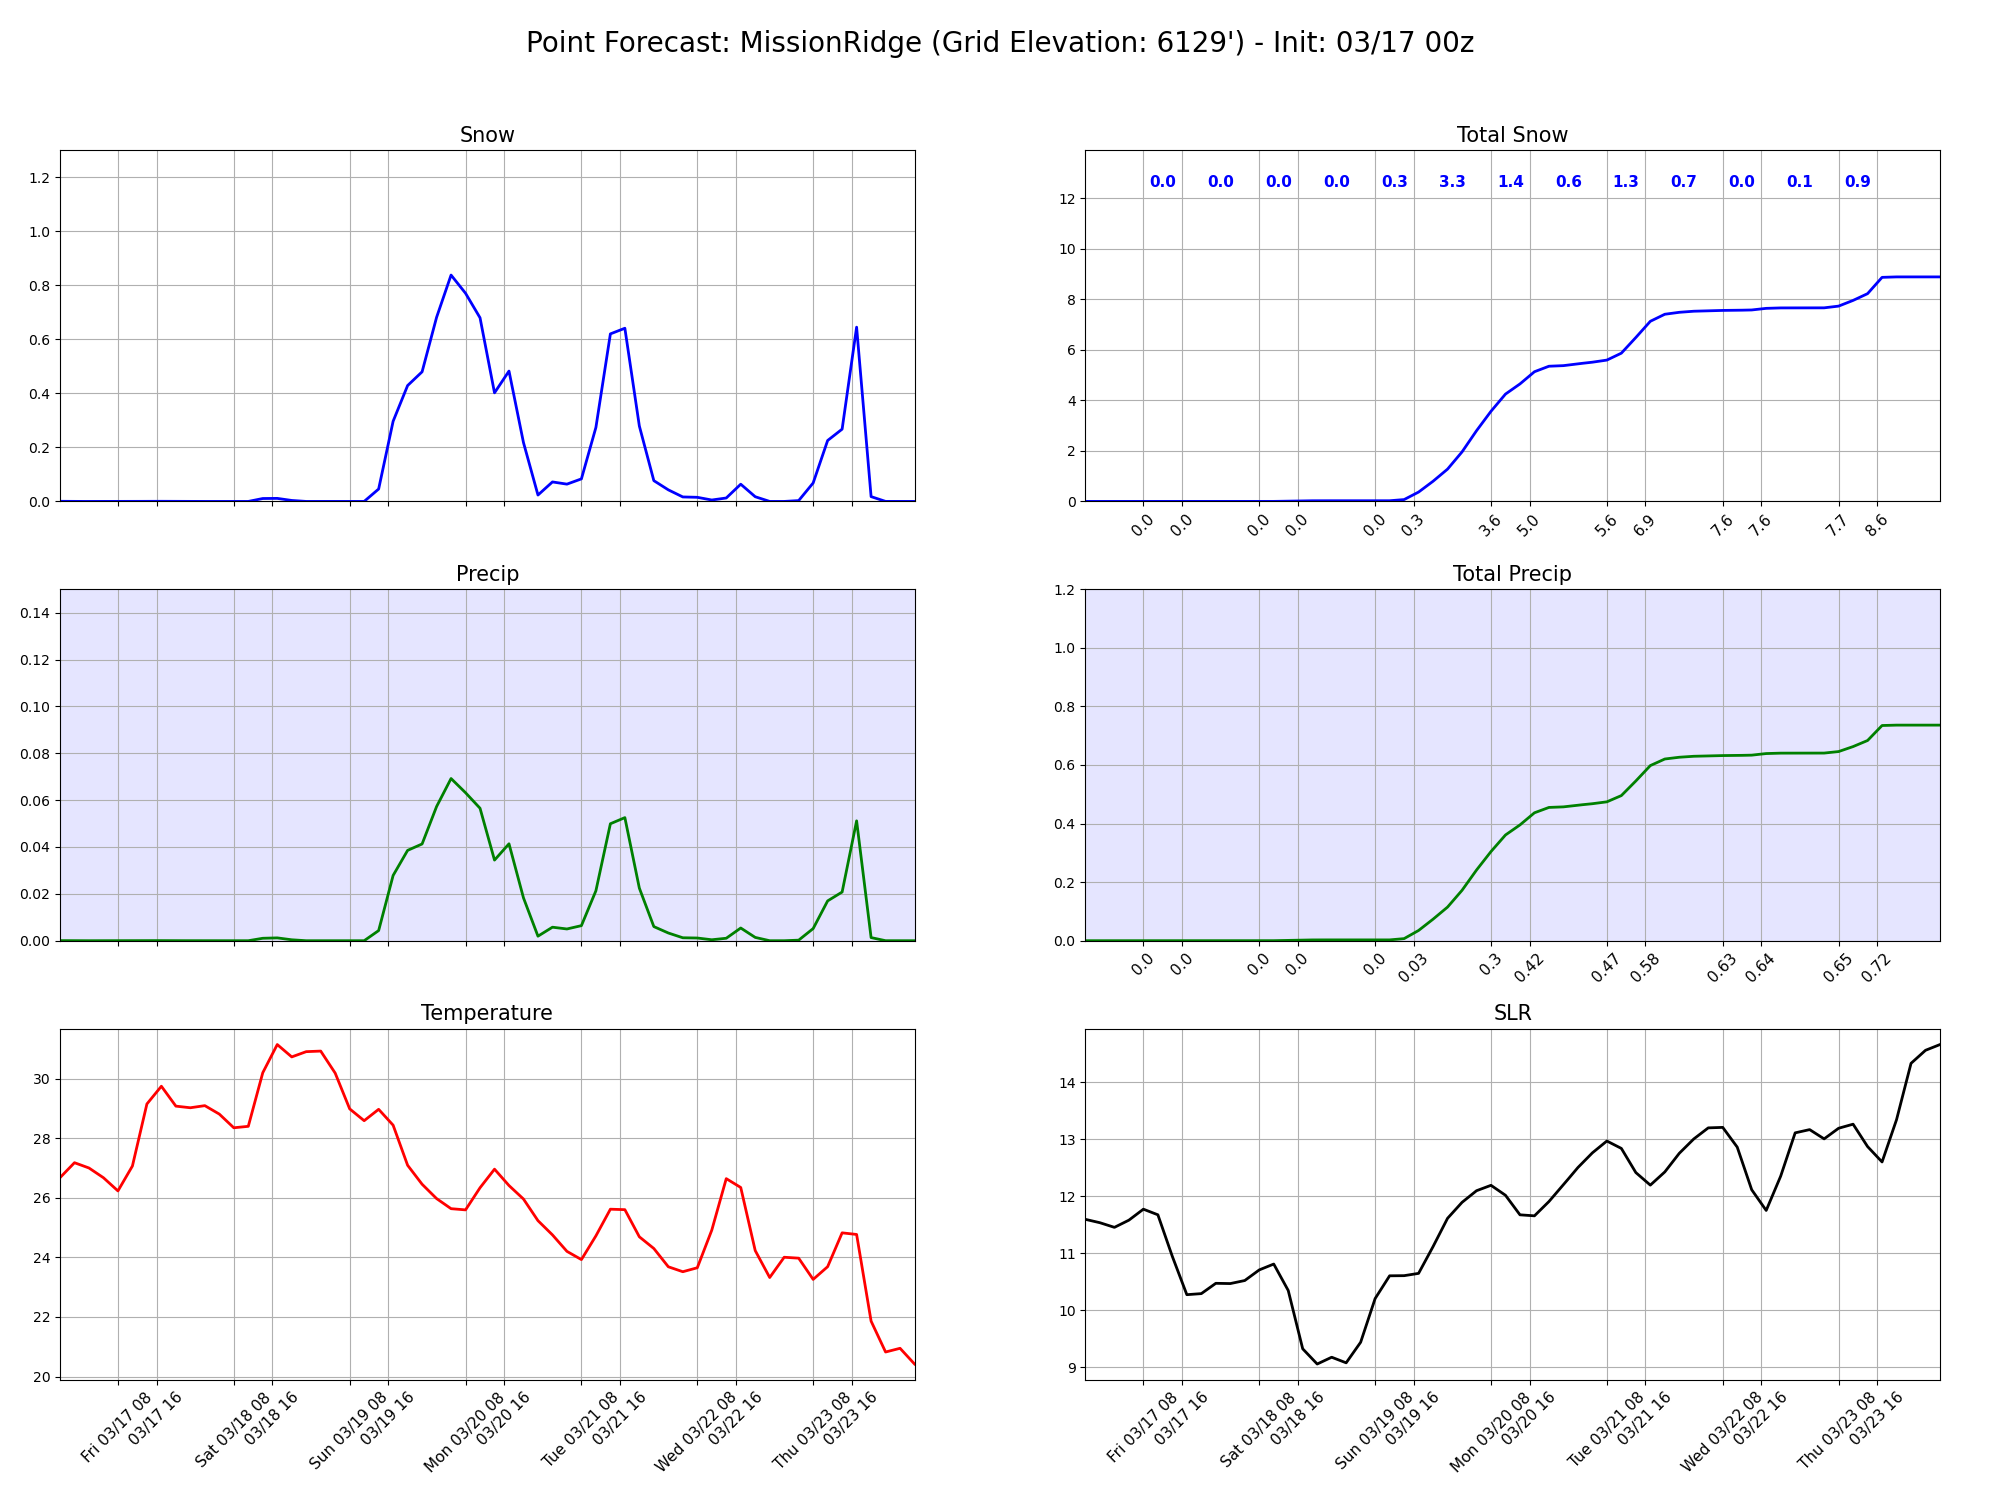 Point Forecast: MissionRidge (Grid Elevation: 6129') - Init: 03/17 00z
Snow
1.2
1.0
0.8
0.6
0.4
0.2
0.0
Total Snow
0.0 0.0 0.0 0.0 0.3 3.3 1.4 0.6 1.3 0.7 0.0 0.1 0.9
12
10
8
6
4
2
0
0.0 0.0 0.0 0.0 0.0 0.3 3.6 5.0 5.6 6.9 7.6 7.6 7.7 8.6
Precip
0.14
0.12
0.10
0.08
0.06
0.04
0.02
0.00
Total Precip
1.2
1.0
0.8
0.6
0.4
0.2
0.0
0.0 0.0 0.0 0.0 0.0 0.03 0.3 0.42 0.47 0.58 0.63 0.64 0.65 0.72
Temperature
30
28
26
24
22
20
Fri 03/17 08
03/17 16
Sat 03/18 08
03/18 16
Sun 03/19 08
03/19 16
Mon 03/20 08
03/20 16
Tue 03/21 08
03/21 16
Wed 03/22 08
03/22 16
Thu 03/23 08
03/23 16
SLR
14
13
12
11
10
9
Fri 03/17 08
03/17 16
Sat 03/18 08
03/18 16
Sun 03/19 08
03/19 16
Mon 03/20 08
03/20 16
Tue 03/21 08
03/21 16
Wed 03/22 08
03/22 16
Thu 03/23 08
03/23 16